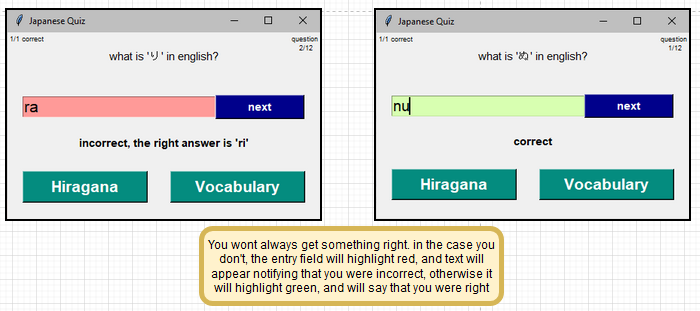 Japanese Quiz
1/1 correct
question
1/12
what is 'り' in english?
ra
next
incorrect, the right answer is 'ri'
Hiragana
Vocabulary
Japanese Quiz
1/1 correct
question
1/12
what is 'ぬ' in english?
nu
next
correct
Hiragana
Vocabulary
You wont always get something right. in the case you
don't, the entry field will highlight red, and text will
appear notifying that you were incorrect, otherwise it
will highlight green, and will say that you were right